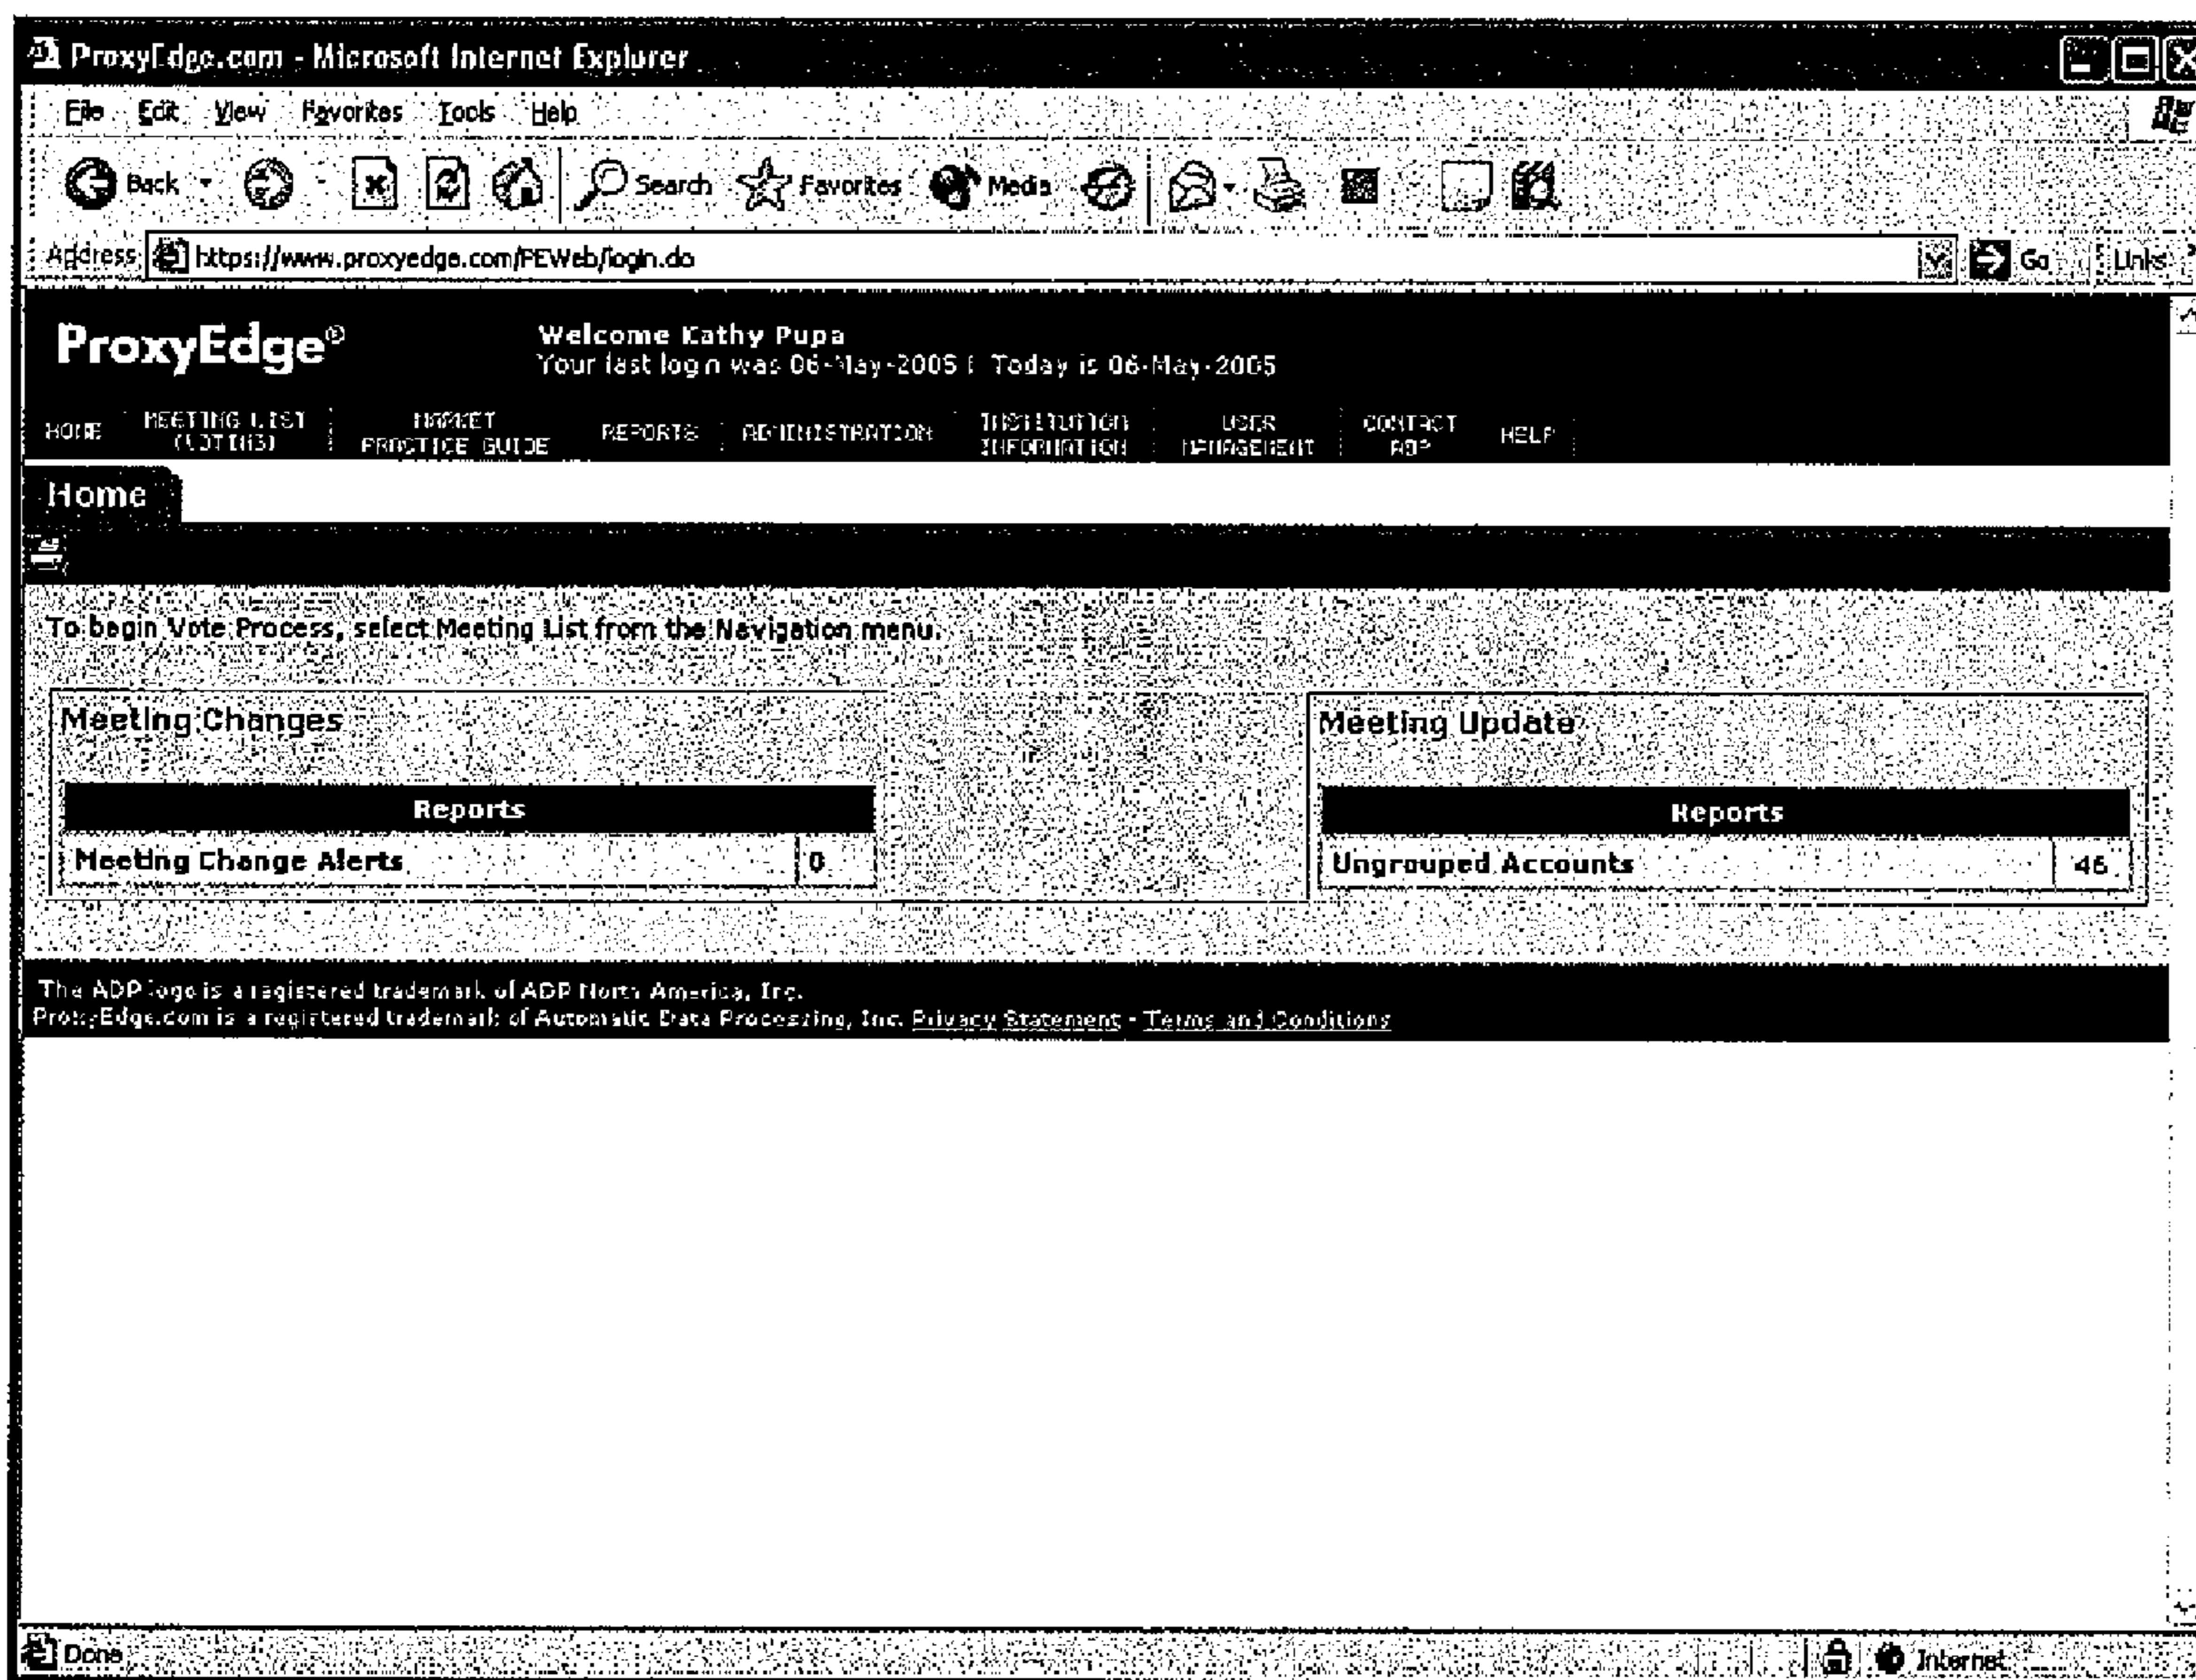 ProxyEdge.com - Microsoft Internet Explorer
File Edit View Favorites Tools Help
Back Search Favorites Media
Address https://www.proxyedge.com/PEWeb/login.do Go Links
ProxyEdge®
Welcome Kathy Pupa
Your last login was 06-May-2005 | Today is 06-May-2005
HOME MEETING LIST (VOTING) MARKET PRACTICE GUIDE REPORTS ADMINISTRATION INSTITUTION INFORMATION USER MANAGEMENT CONTACT ADP HELP
Home
To begin Vote Process, select Meeting List from the Navigation menu.
Meeting Changes
Reports
Meeting Change Alerts 0
Meeting Update
Reports
Ungrouped Accounts 46
The ADP logo is a registered trademark of ADP North America, Inc.
ProxyEdge.com is a registered trademark of Automatic Data Processing, Inc. Privacy Statement - Terms and Conditions
Done Internet